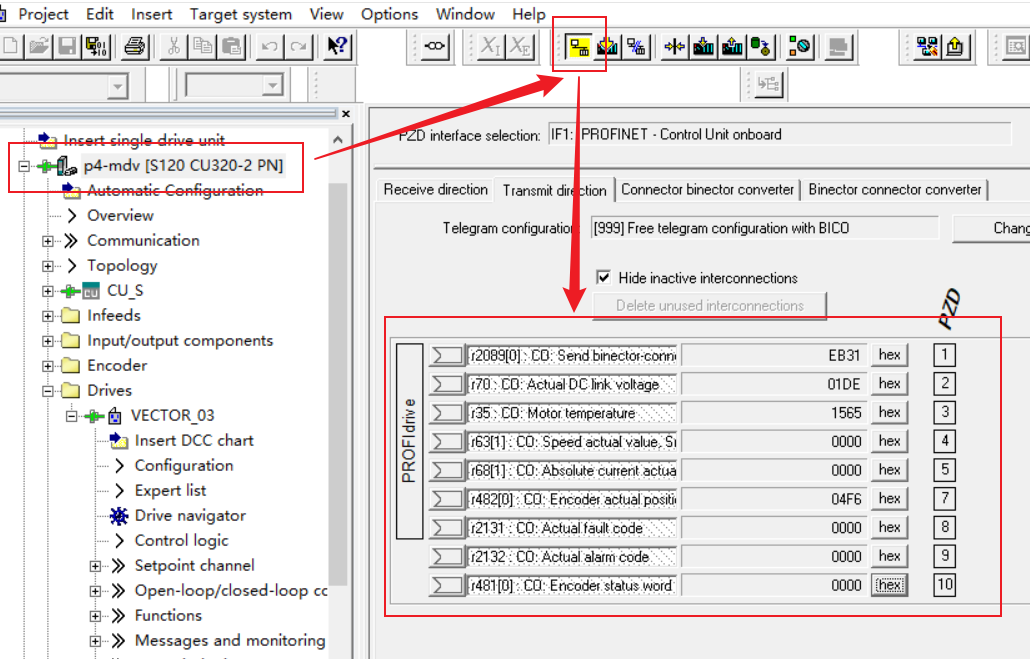 Project Edit Insert Target system View Options Window Help
Insert single drive unit
p4-mdv [S120 CU320-2 PN]
Automatic Configuration
Overview
Communication
Topology
CU_S
Infeeds
Input/output components
Encoder
Drives
VECTOR_03
Insert DCC chart
Configuration
Expert list
Drive navigator
Control logic
Setpoint channel
Open-loop/closed-loop cc
Functions
Messages and monitoring
PZD interface selection: IF1: PROFINET - Control Unit onboard
Receive direction Transmit direction Connector binector converter Binector connector converter
Telegram configuration: [999] Free telegram configuration with BICO Chang
Hide inactive interconnections
Delete unused interconnections
PZD
PROFIdrive
r2089[0] : CO: Send binector-conn EB31 hex 1
r70 : CO: Actual DC link voltage 01DE hex 2
r35 : CO: Motor temperature 1565 hex 3
r63[1] : CO: Speed actual value, Sr 0000 hex 4
r68[1] : CO: Absolute current actua 0000 hex 5
r482[0] : CO: Encoder actual positi 04F6 hex 7
r2131 : CO: Actual fault code 0000 hex 8
r2132 : CO: Actual alarm code 0000 hex 9
r481[0] : CO: Encoder status word 0000 hex 10